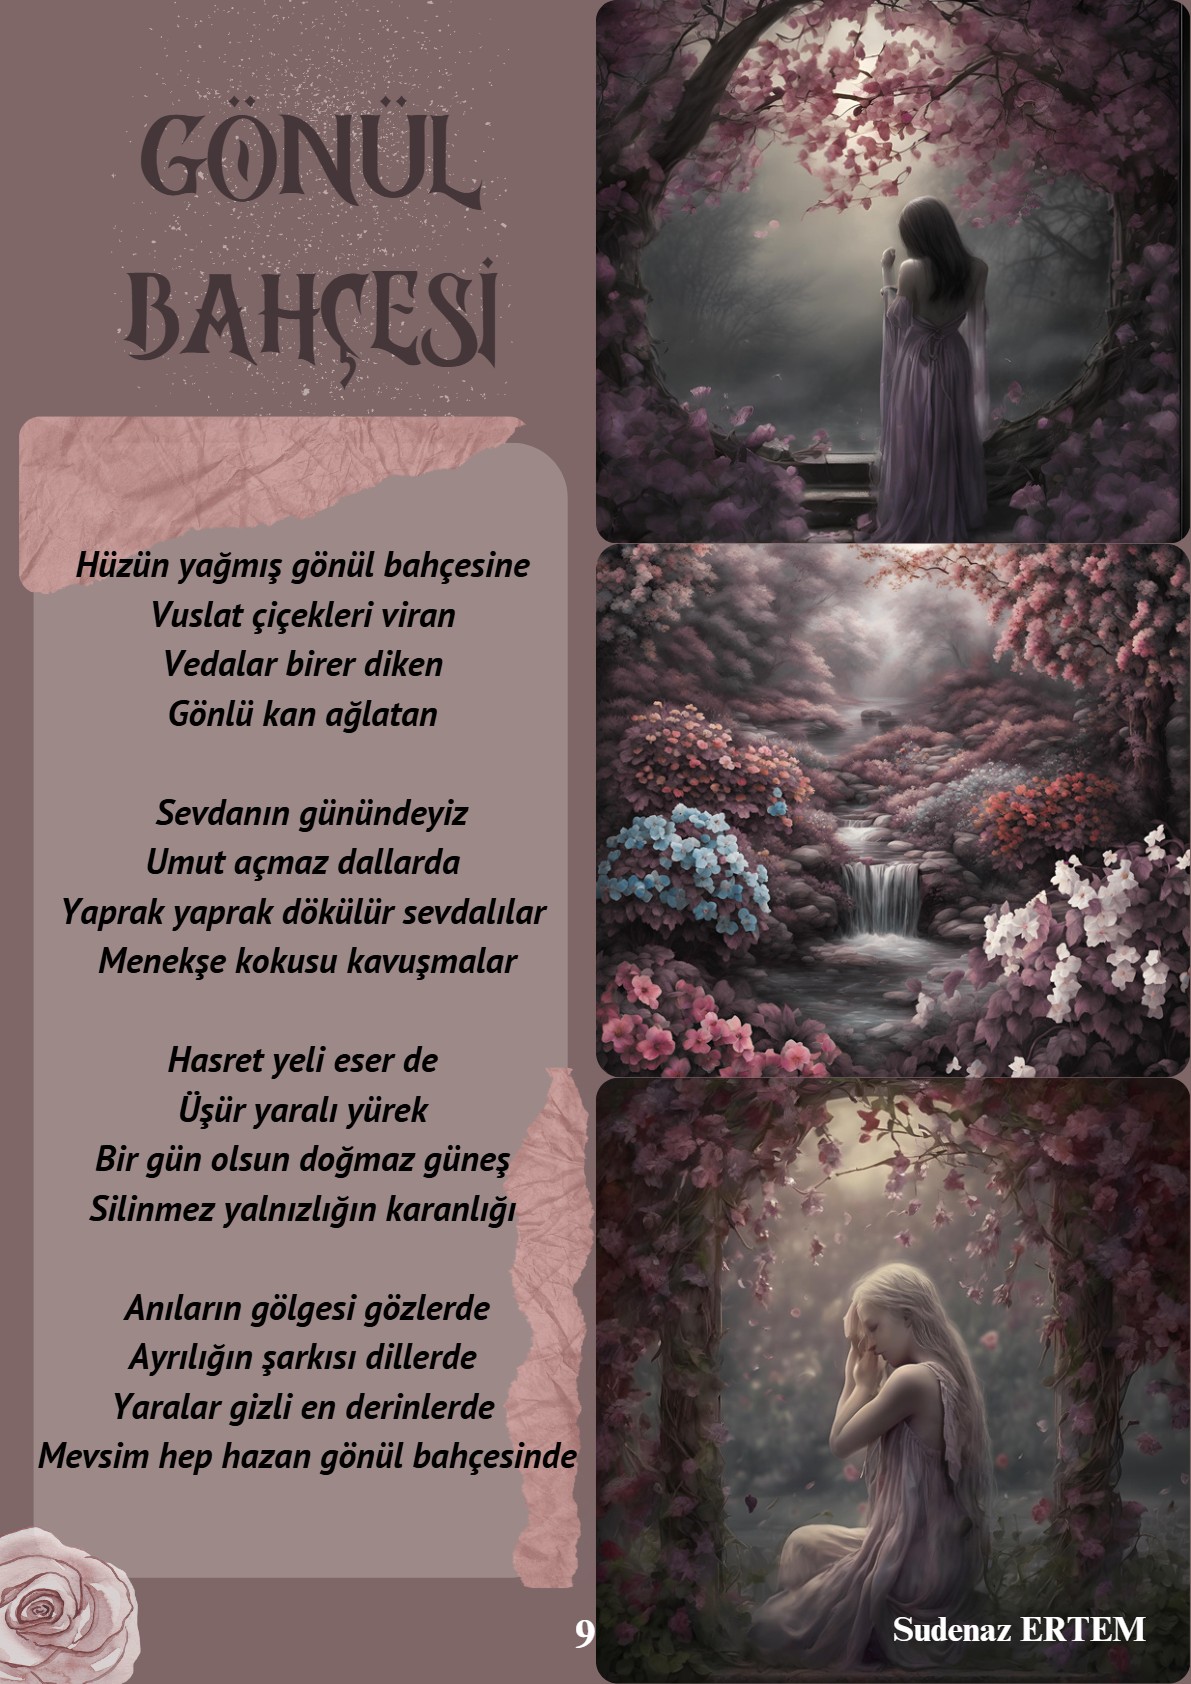 GÖNÜL
BAHÇESİ
Hüzün yağmış gönül bahçesine
Vuslat çiçekleri viran
Vedalar birer diken
Gönlü kan ağlatan
Sevdanın günündeyiz
Umut açmaz dallarda
Yaprak yaprak dökülür sevdalılar
Menekşe kokusu kavuşmalar
Hasret yeli eser de
Üşür yaralı yürek
Bir gün olsun doğmaz güneş
Silinmez yalnızlığın karanlığı
Anıların gölgesi gözlerde
Ayrılığın şarkısı dillerde
Yaralar gizli en derinlerde
Mevsim hep hazan gönül bahçesinde
9
Sudenaz ERTEM